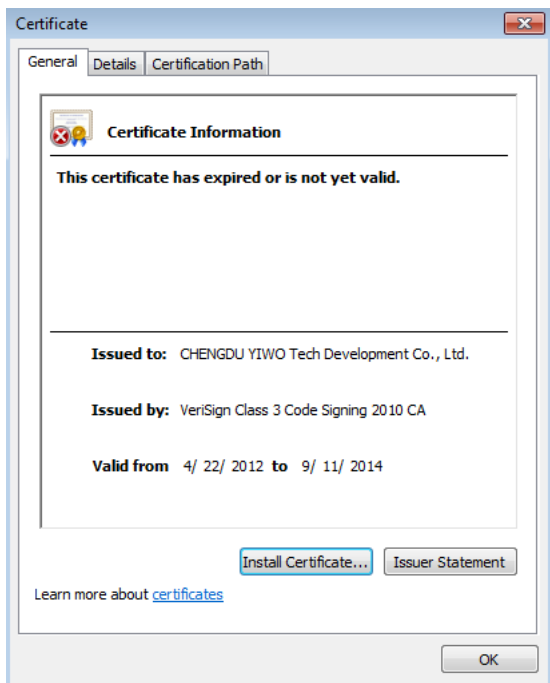 Certificate
General Details Certification Path
Certificate Information
This certificate has expired or is not yet valid.
Issued to: CHENGDU YIWO Tech Development Co., Ltd.
Issued by: VeriSign Class 3 Code Signing 2010 CA
Valid from 4/ 22/ 2012 to 9/ 11/ 2014
Install Certificate... Issuer Statement
Learn more about certificates
OK